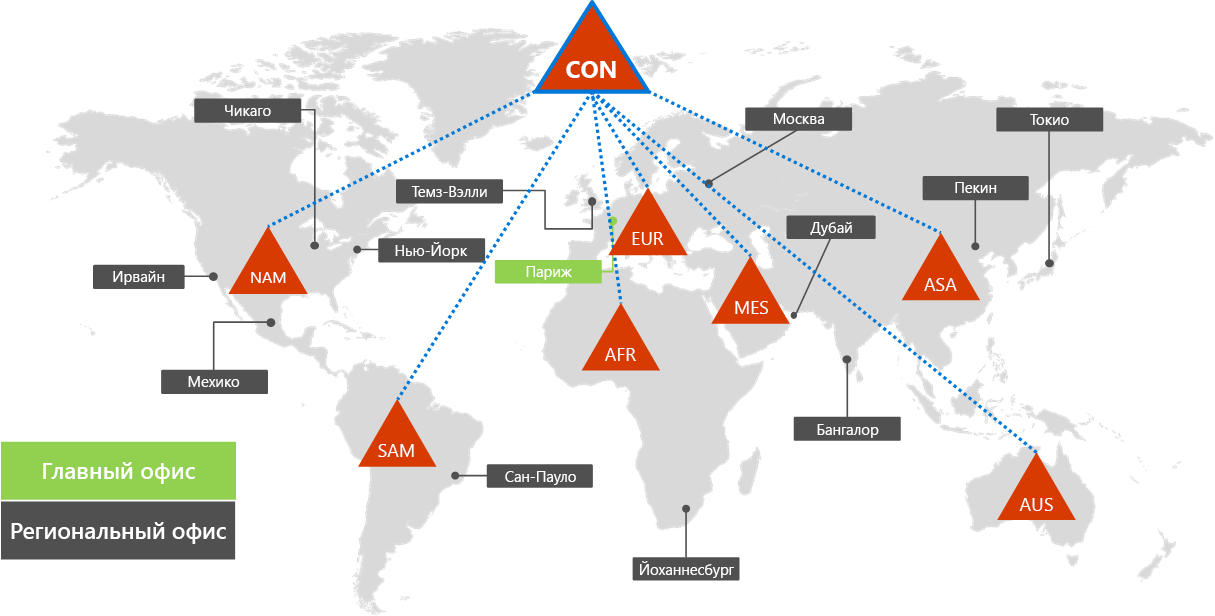 CON
Чикаго
Москва
Токио
Темз-Вэлли
Пекин
Дубай
EUR
Нью-Йорк
Париж
Ирвайн
NAM
ASA
MES
AFR
Мехико
Бангалор
SAM
Главный офис
Сан-Пауло
AUS
Региональный офис
Йоханнесбург